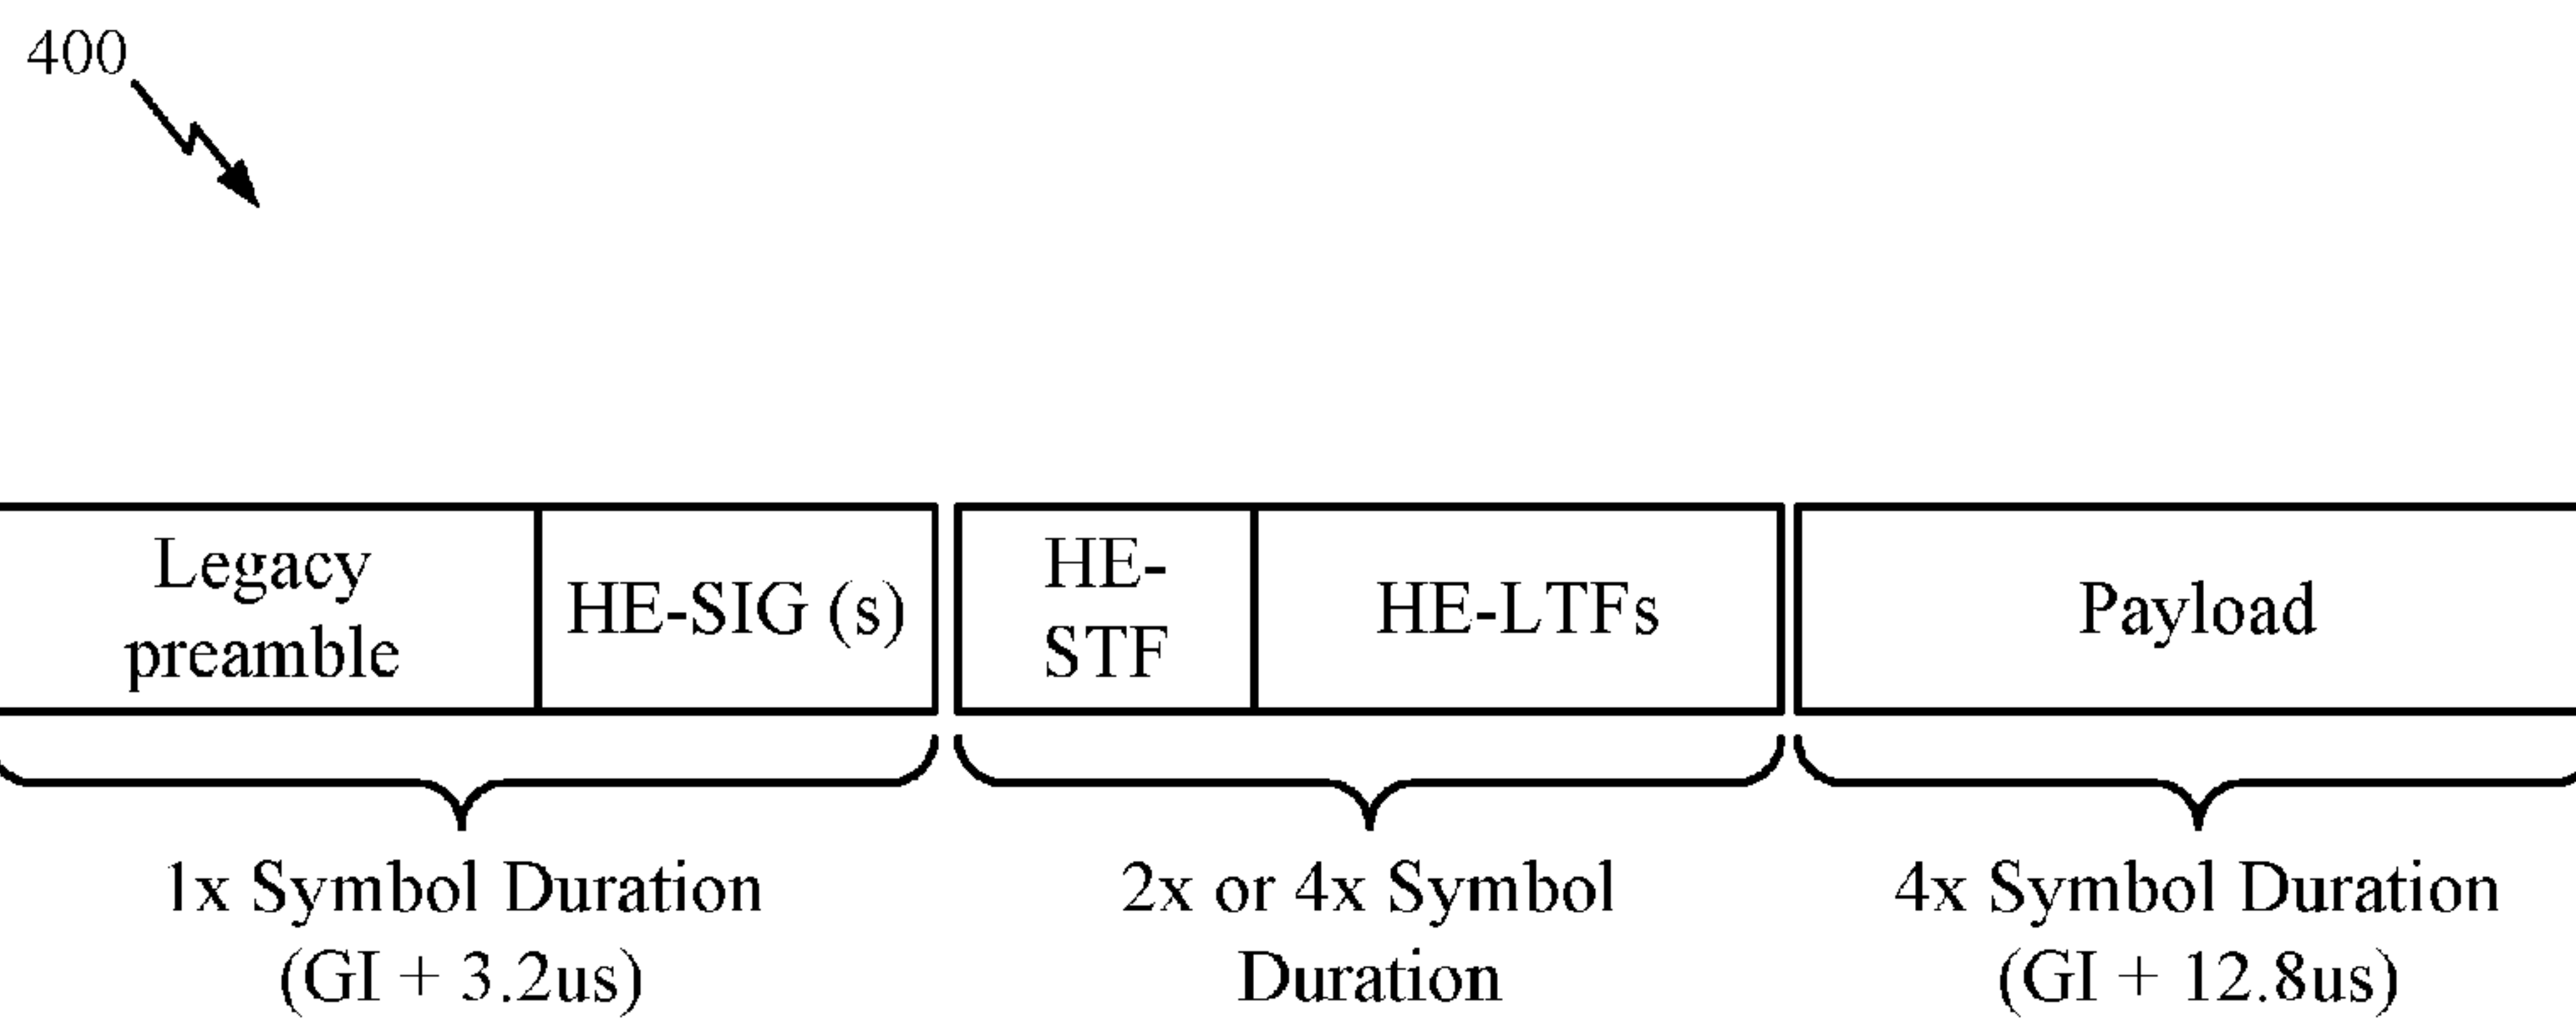 400
Legacy
preamble
HE-SIG (s)
HE-
STF
HE-LTFs
Payload
1x Symbol Duration
(GI + 3.2us)
2x or 4x Symbol
Duration
4x Symbol Duration
(GI + 12.8us)